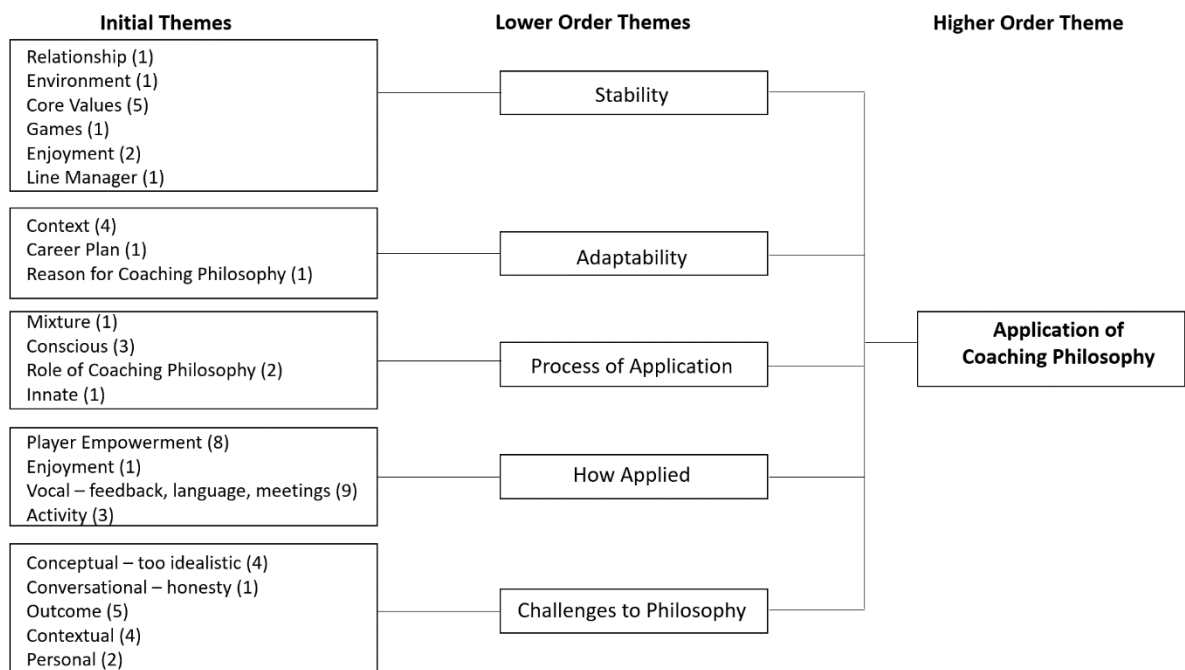 Initial Themes
Lower Order Themes
Higher Order Theme
Relationship (1)
Environment (1)
Core Values (5)
Games (1)
Enjoyment (2)
Line Manager (1)
Stability
Context (4)
Career Plan (1)
Reason for Coaching Philosophy (1)
Adaptability
Mixture (1)
Conscious (3)
Role of Coaching Philosophy (2)
Innate (1)
Process of Application
Player Empowerment (8)
Enjoyment (1)
Vocal – feedback, language, meetings (9)
Activity (3)
How Applied
Conceptual – too idealistic (4)
Conversational – honesty (1)
Outcome (5)
Contextual (4)
Personal (2)
Challenges to Philosophy
Application of
Coaching Philosophy